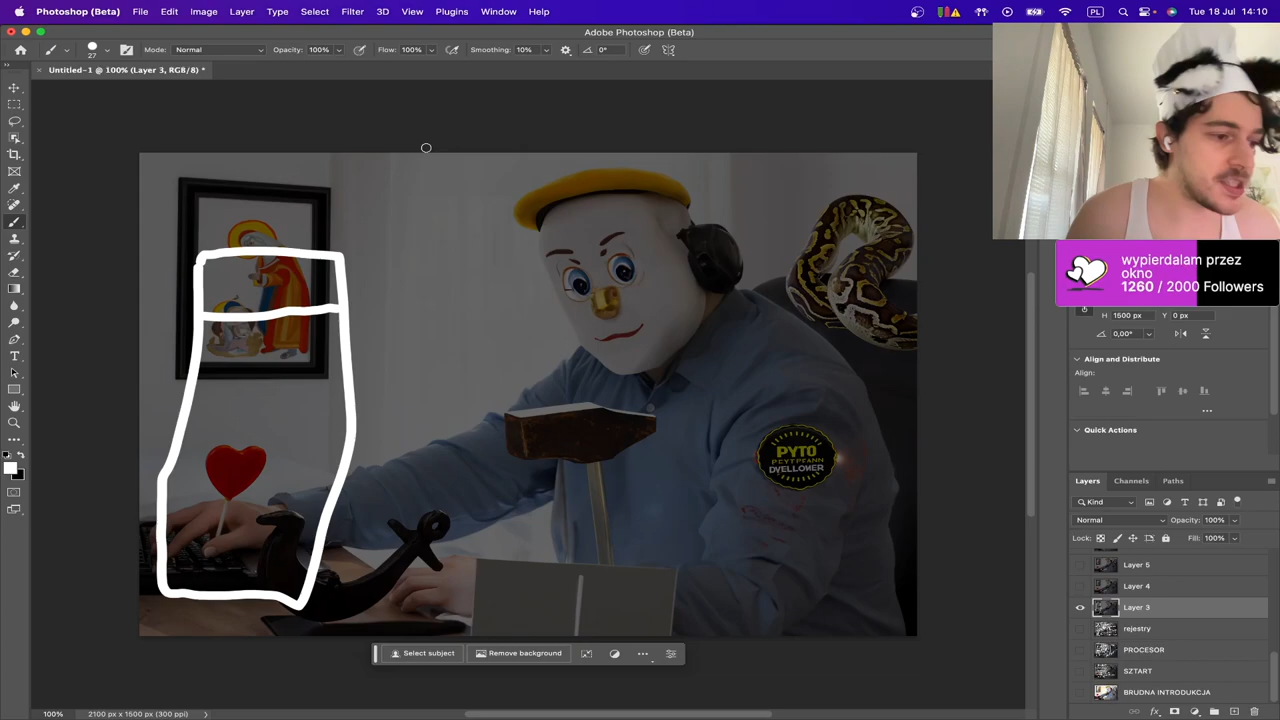 Photoshop (Beta) File Edit Image Layer Type Select Filter 3D View Plugins Window Help PL Tue 18 Jul 14:10
Adobe Photoshop (Beta)
27 Mode: Normal Opacity: 100% Flow: 100% Smoothing: 10% 0°
Untitled-1 @ 100% (Layer 3, RGB/8) *
wypierdalam przez
okno
1260 / 2000 Followers
H 1500 px Y 0 px
0,00°
Align and Distribute
Align:
Quick Actions
PYTO
DVELLOMER
Layers Channels Paths
Kind
Normal Opacity: 100%
Lock: Fill: 100%
Layer 5
Layer 4
Layer 3
rejestry
PROCESOR
SZTART
BRUDNA INTRODUKCJA
Select subject Remove background
100% 2100 px x 1500 px (300 ppi)